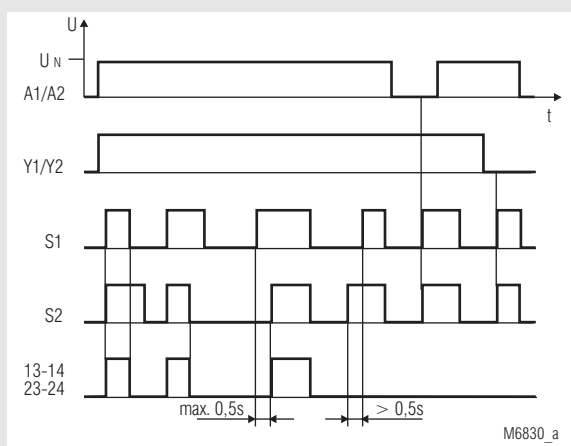 U
U N
A1/A2
t
Y1/Y2
S1
S2
13-14
23-24
max. 0,5s
> 0,5s
M6830_a